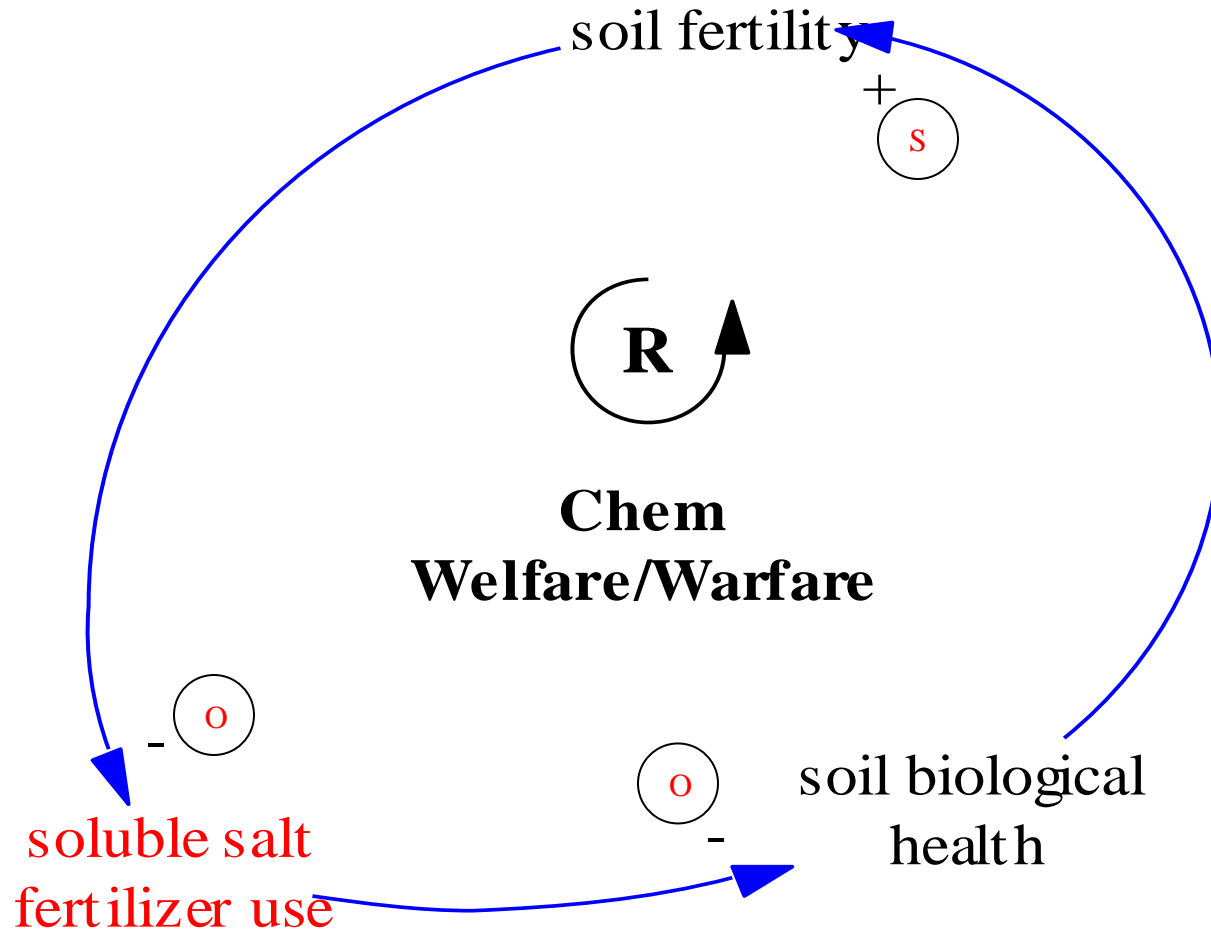 soil fertility
+
s
R
Chem
Welfare/Warfare
o
-
o
-
soil biological
health
soluble salt
fertilizer use